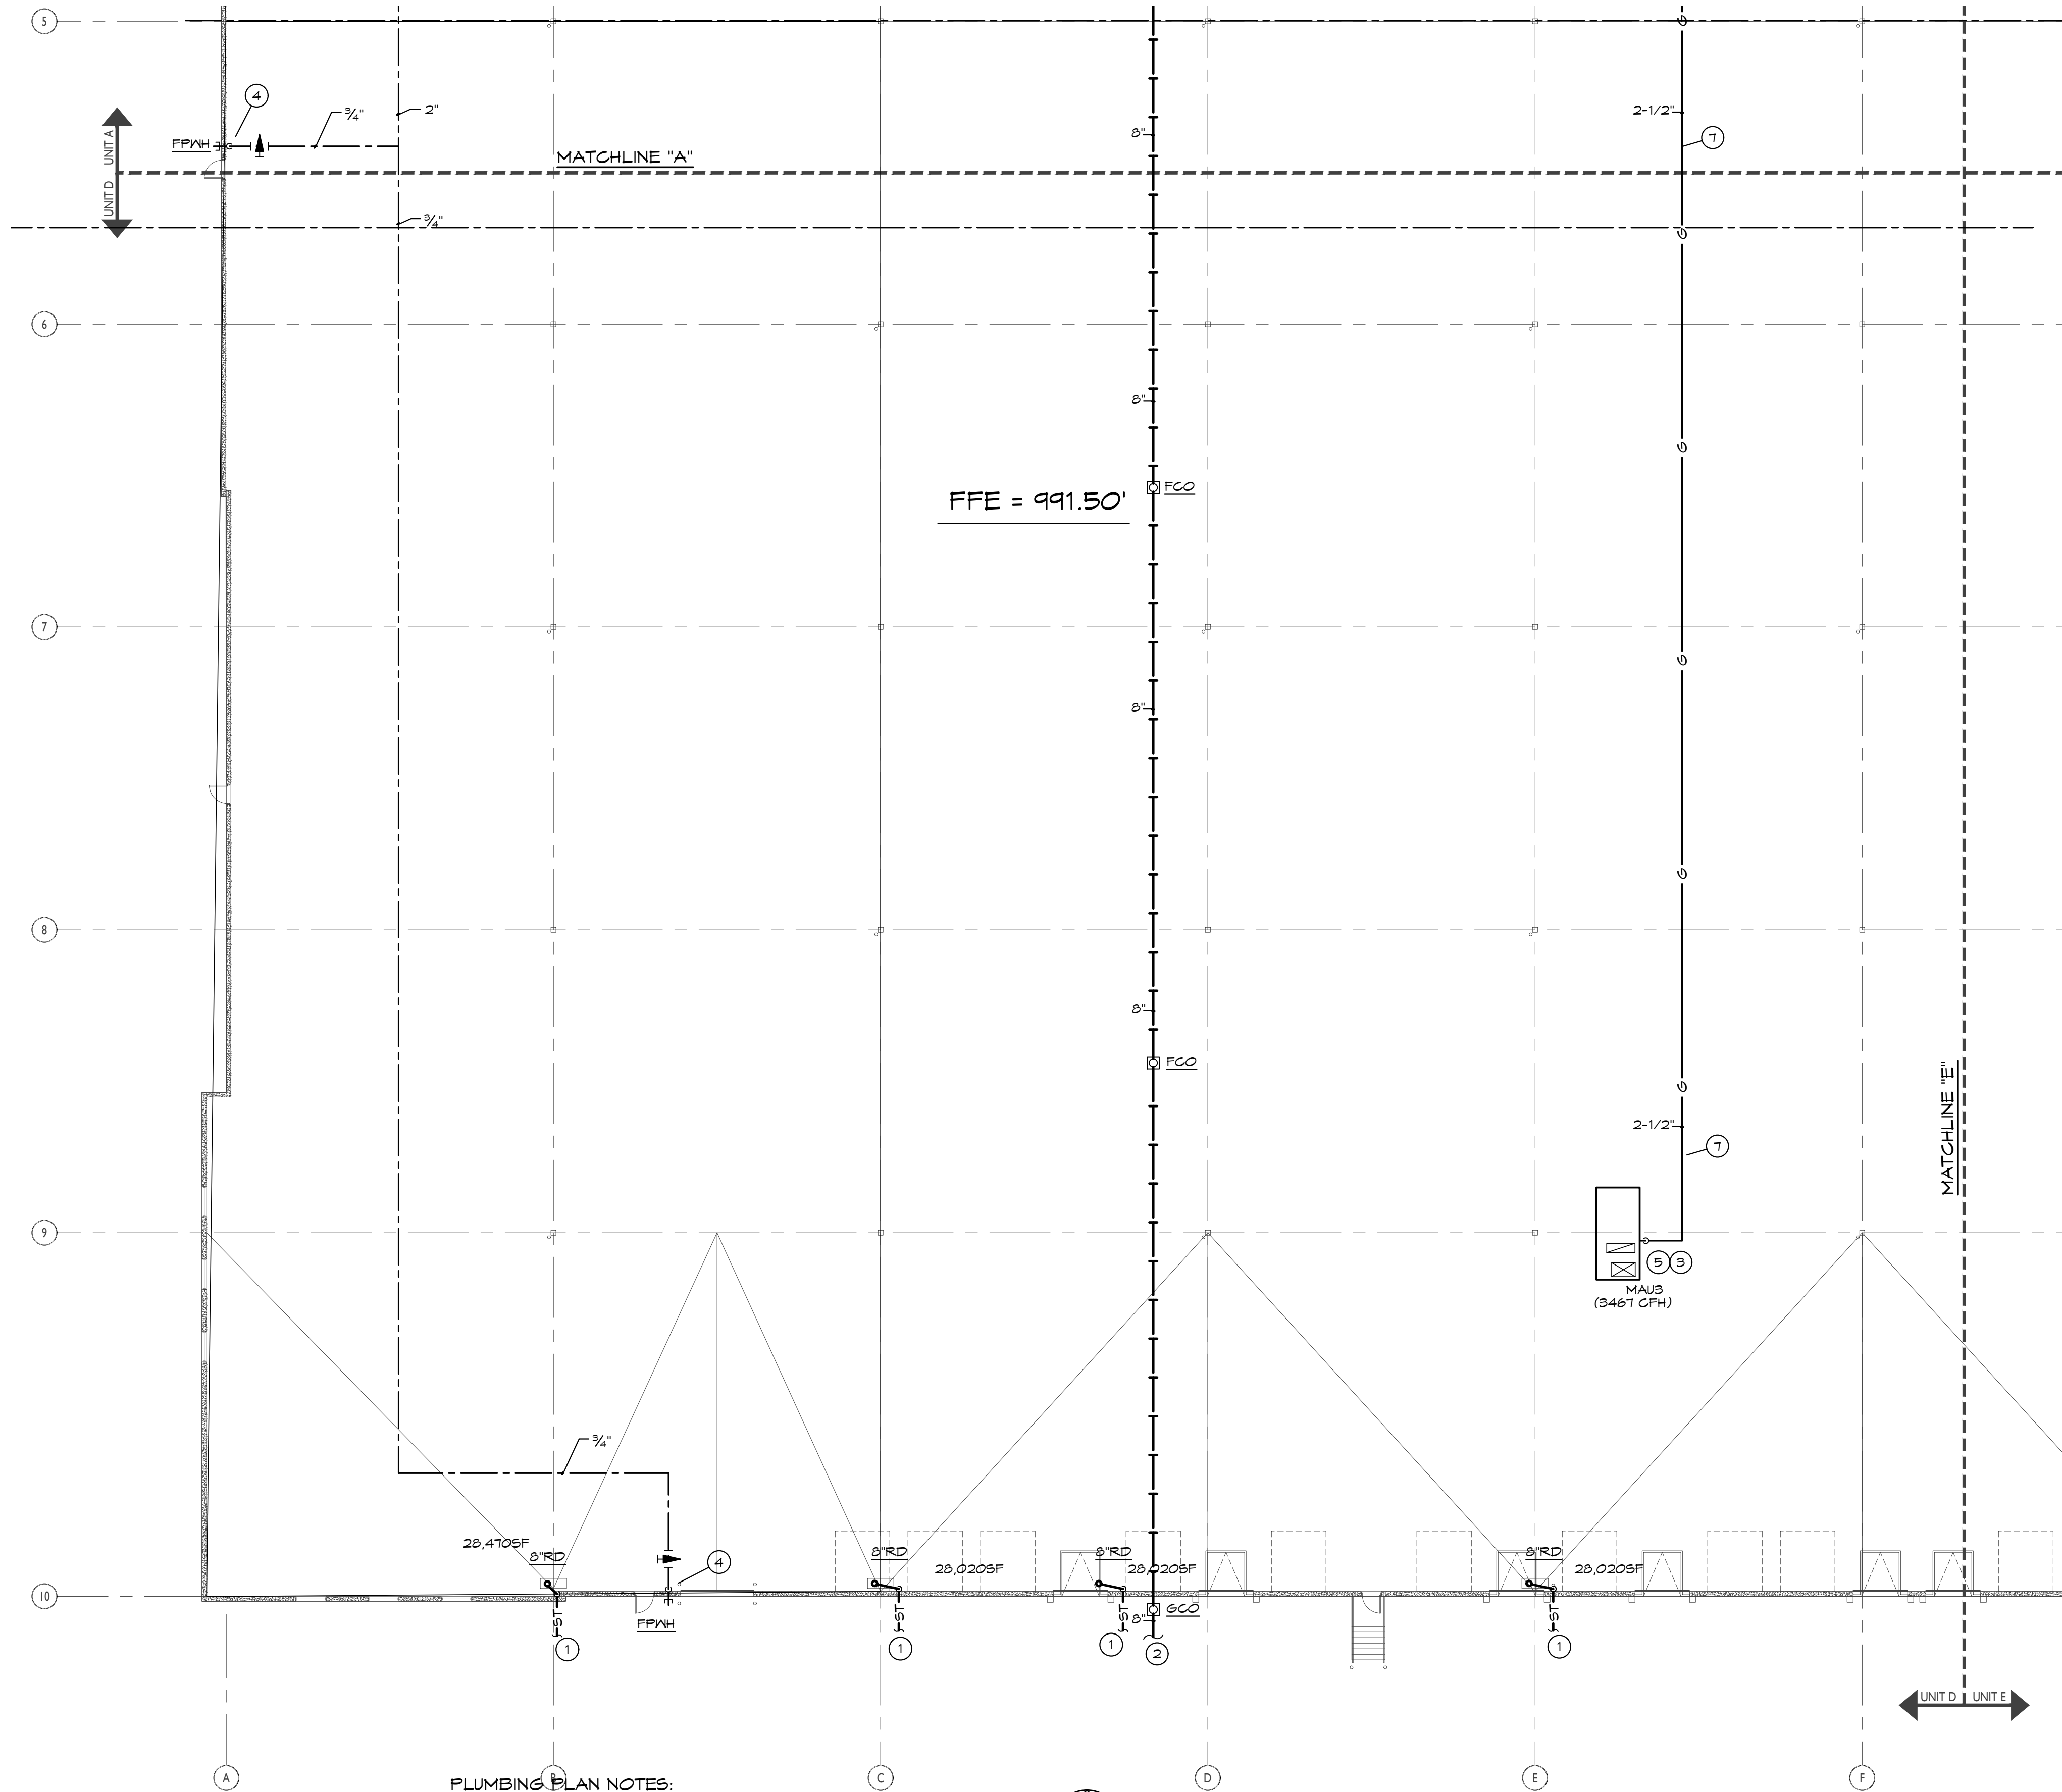 5
4
3/4"
2"
2-1/2"
7
8"
FPWH
UNIT D UNIT A
MATCHLINE "A"
3/4"
G
G
6
8"
G
FFE = 991.50'
FCO
7
G
8"
G
8
8"
FCO
G
2-1/2"
7
MATCHLINE "E"
9
5 3
MAU3
(3467 CFH)
3/4"
28,470SF
8"RD
4
8"RD
28,020SF
8"RD
28,020SF
8"RD
28,020SF
10
ST
FPWH
ST
ST
8"
GCO
ST
1
1
1
2
1
UNIT D UNIT E
A
B
C
D
E
F
PLUMBING PLAN NOTES: